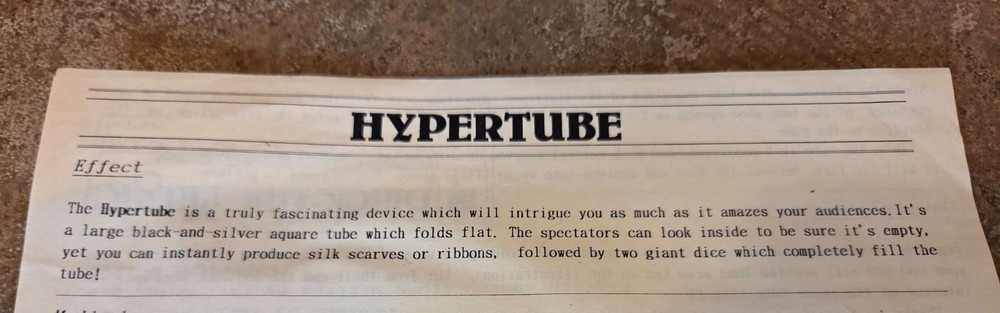 HYPERTUBE
Effect
The Hypertube is a truly fascinating device which will intrigue you as much as it amazes your audiences. It's
a large black-and-silver aquare tube which folds flat. The spectators can look inside to be sure it's empty,
yet you can instantly produce silk scarves or ribbons, followed by two giant dice which completely fill the
tube!